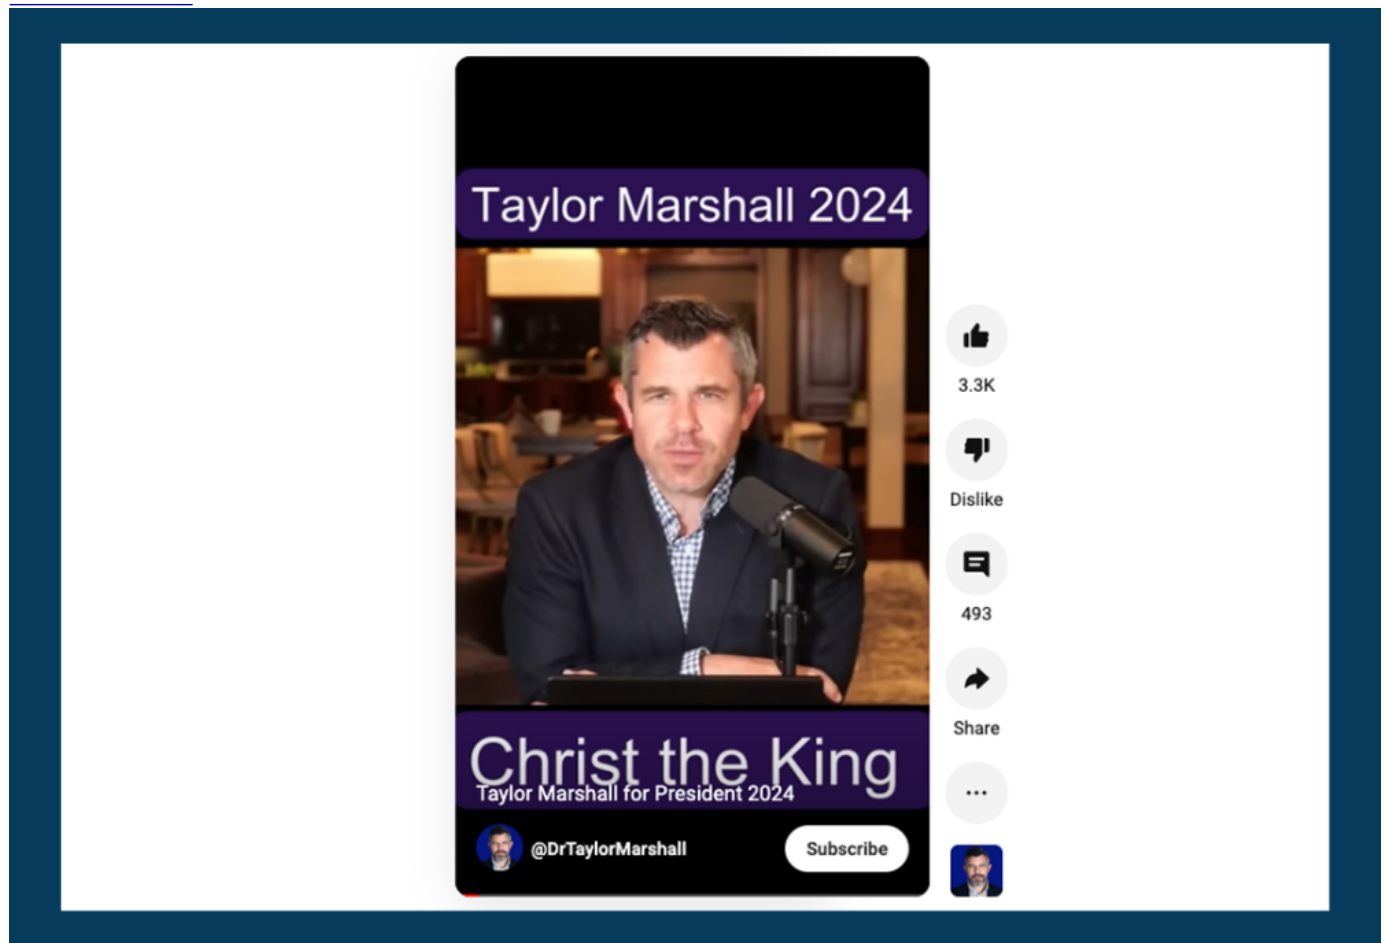 Taylor Marshall 2024
3.3K
Dislike
493
Share
Christ the King
Taylor Marshall for President 2024
@DrTaylorMarshall
Subscribe